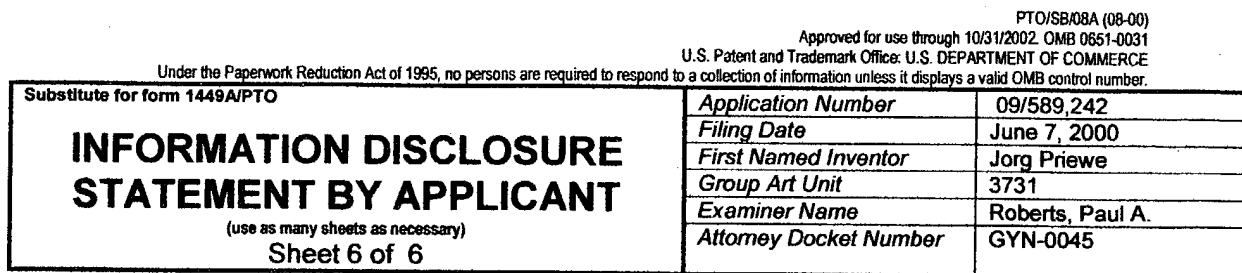 PTO/SB/08A (08-00)
Approved for use through 10/31/2002. OMB 0651-0031
U.S. Patent and Trademark Office: U.S. DEPARTMENT OF COMMERCE
Under the Paperwork Reduction Act of 1995, no persons are required to respond to a collection of information unless it displays a valid OMB control number.
Substitute for form 1449A/PTO
INFORMATION DISCLOSURE
STATEMENT BY APPLICANT
(use as many sheets as necessary)
Sheet 6 of 6
Application Number 09/589,242
Filing Date June 7, 2000
First Named Inventor Jorg Priewe
Group Art Unit 3731
Examiner Name Roberts, Paul A.
Attorney Docket Number GYN-0045